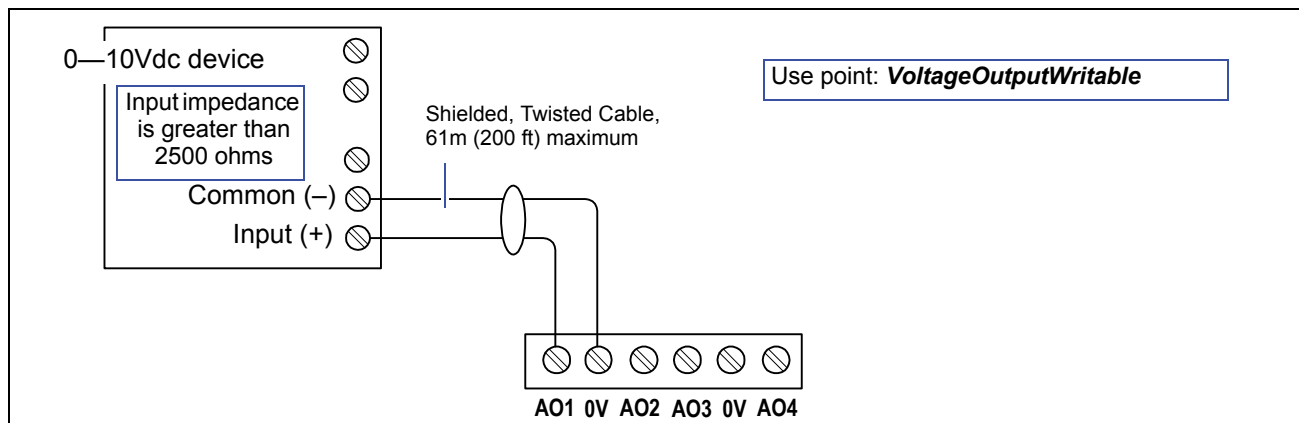 0—10Vdc device
Input impedance
is greater than
2500 ohms
Common (–)
Input (+)
Shielded, Twisted Cable,
61m (200 ft) maximum
Use point: VoltageOutputWritable
AO1 0V AO2 AO3 0V AO4